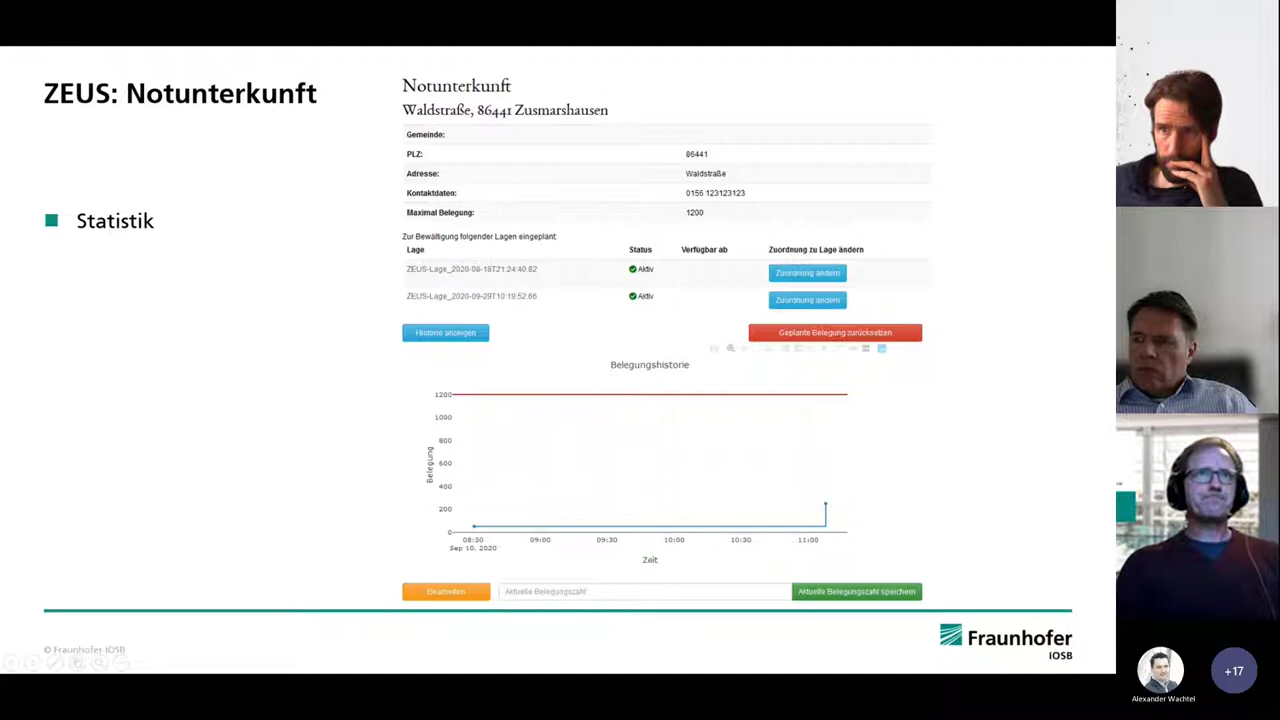 ZEUS: Notunterkunft
Statistik
Notunterkunft
Waldstraße, 86441 Zusmarshausen
Gemeinde:
PLZ: 86441
Adresse: Waldstraße
Kontaktdaten: 0156 123123123
Maximal Belegung: 1200
Zur Bewältigung folgender Lagen eingeplant:
Lage Status Verfügbar ab Zuordnung zu Lage ändern
ZEUS-Lage_2020-08-18T21:24:40.82 Aktiv Zuordnung ändern
ZEUS-Lage_2020-09-29T10:19:52.66 Aktiv Zuordnung ändern
Historie anzeigen Geplante Belegung zurücksetzen
Belegungshistorie
1200
1000
800
600
400
200
0
Belegung
08:30 09:00 09:30 10:00 10:30 11:00
Sep 10, 2020
Zeit
Bearbeiten Aktuelle Belegungszahl Aktuelle Belegungszahl speichern
© Fraunhofer IOSB
Fraunhofer
IOSB
+17
Alexander Wachtel